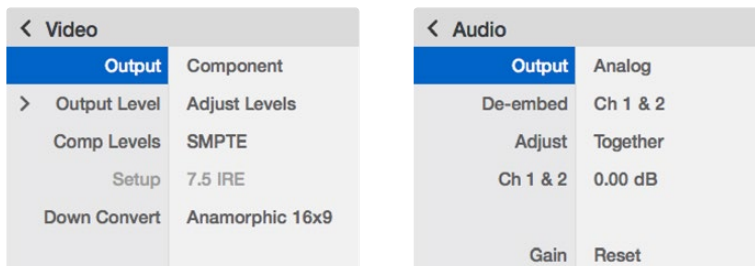 < Video
Output Component
> Output Level Adjust Levels
Comp Levels SMPTE
Setup 7.5 IRE
Down Convert Anamorphic 16x9
< Audio
Output Analog
De-embed Ch 1 & 2
Adjust Together
Ch 1 & 2 0.00 dB
Gain Reset